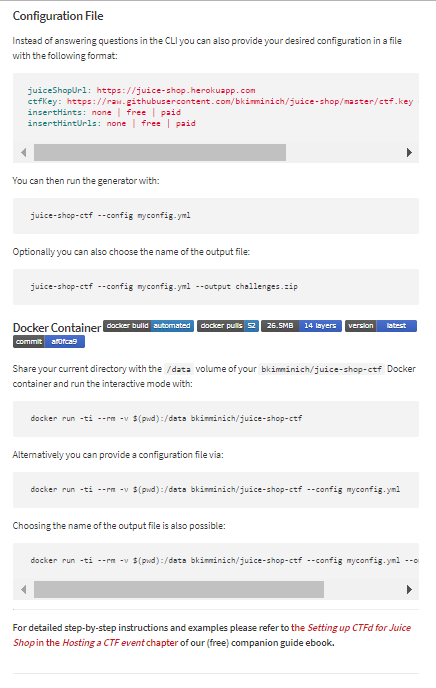 Configuration File
Instead of answering questions in the CLI you can also provide your desired configuration in a file
with the following format:
juiceShopUrl: https://juice-shop.herokuapp.com
ctfKey: https://raw.githubusercontent.com/bkimminich/juice-shop/master/ctf.key
insertHints: none | free | paid
insertHintUrls: none | free | paid
You can then run the generator with:
juice-shop-ctf --config myconfig.yml
Optionally you can also choose the name of the output file:
juice-shop-ctf --config myconfig.yml --output challenges.zip
Docker Container docker build automated docker pulls 52 26.5MB 14 layers version latest
commit af0fca9
Share your current directory with the /data volume of your bkimminich/juice-shop-ctf Docker
container and run the interactive mode with:
docker run -ti --rm -v $(pwd):/data bkimminich/juice-shop-ctf
Alternatively you can provide a configuration file via:
docker run -ti --rm -v $(pwd):/data bkimminich/juice-shop-ctf --config myconfig.yml
Choosing the name of the output file is also possible:
docker run -ti --rm -v $(pwd):/data bkimminich/juice-shop-ctf --config myconfig.yml --o
For detailed step-by-step instructions and examples please refer to the Setting up CTFd for Juice
Shop in the Hosting a CTF event chapter of our (free) companion guide ebook.